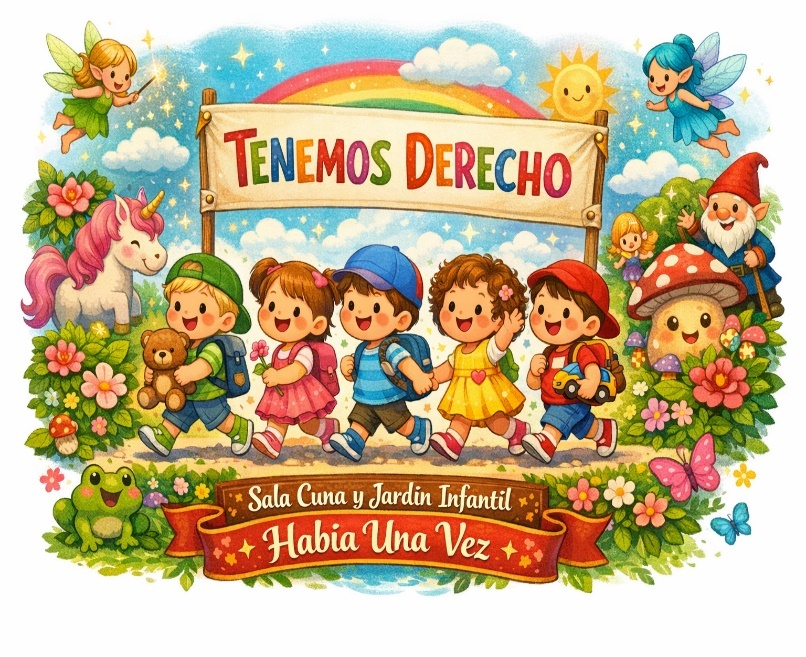 TENEMOS DERECHO
Sala Cuna y Jardín Infantil
Habia Una Vez